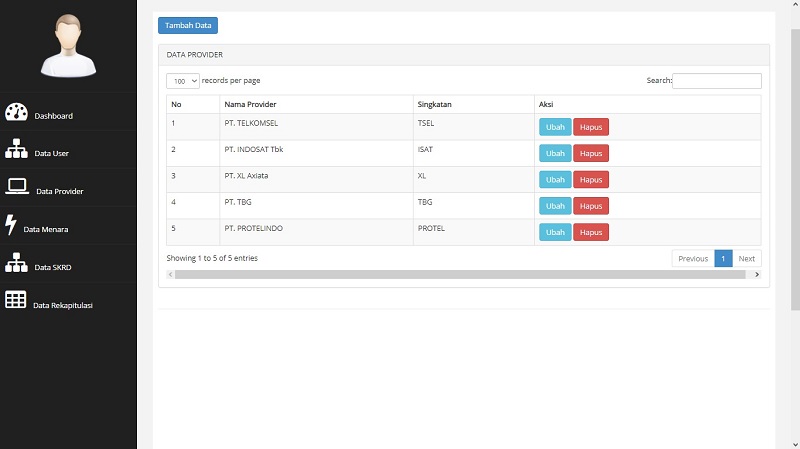 Dashboard
Data User
Data Provider
Data Menara
Data SKRD
Data Rekapitulasi
Tambah Data
DATA PROVIDER
100 records per page Search:
No Nama Provider Singkatan Aksi
1 PT. TELKOMSEL TSEL Ubah Hapus
2 PT. INDOSAT Tbk ISAT Ubah Hapus
3 PT. XL Axiata XL Ubah Hapus
4 PT. TBG TBG Ubah Hapus
5 PT. PROTELINDO PROTEL Ubah Hapus
Showing 1 to 5 of 5 entries Previous 1 Next